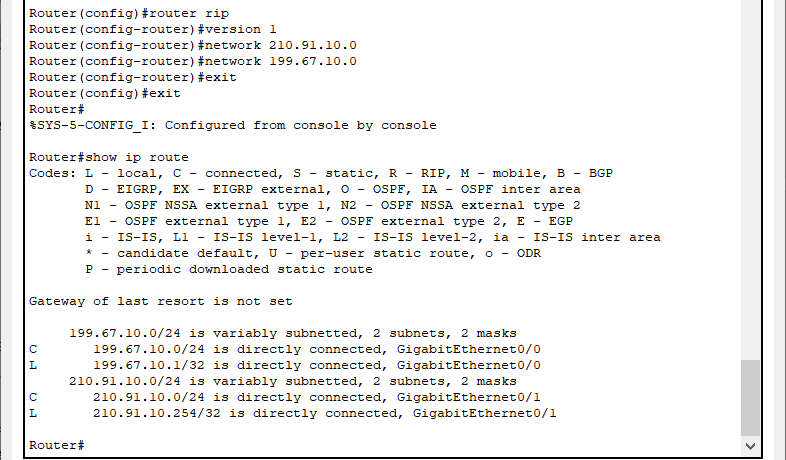 Router(config)#router rip
Router(config-router)#version 1
Router(config-router)#network 210.91.10.0
Router(config-router)#network 199.67.10.0
Router(config-router)#exit
Router(config)#exit
Router#
%SYS-5-CONFIG_I: Configured from console by console
Router#show ip route
Codes: L - local, C - connected, S - static, R - RIP, M - mobile, B - BGP
D - EIGRP, EX - EIGRP external, O - OSPF, IA - OSPF inter area
N1 - OSPF NSSA external type 1, N2 - OSPF NSSA external type 2
E1 - OSPF external type 1, E2 - OSPF external type 2, E - EGP
i - IS-IS, L1 - IS-IS level-1, L2 - IS-IS level-2, ia - IS-IS inter area
* - candidate default, U - per-user static route, o - ODR
P - periodic downloaded static route
Gateway of last resort is not set
199.67.10.0/24 is variably subnetted, 2 subnets, 2 masks
C 199.67.10.0/24 is directly connected, GigabitEthernet0/0
L 199.67.10.1/32 is directly connected, GigabitEthernet0/0
210.91.10.0/24 is variably subnetted, 2 subnets, 2 masks
C 210.91.10.0/24 is directly connected, GigabitEthernet0/1
L 210.91.10.254/32 is directly connected, GigabitEthernet0/1
Router#